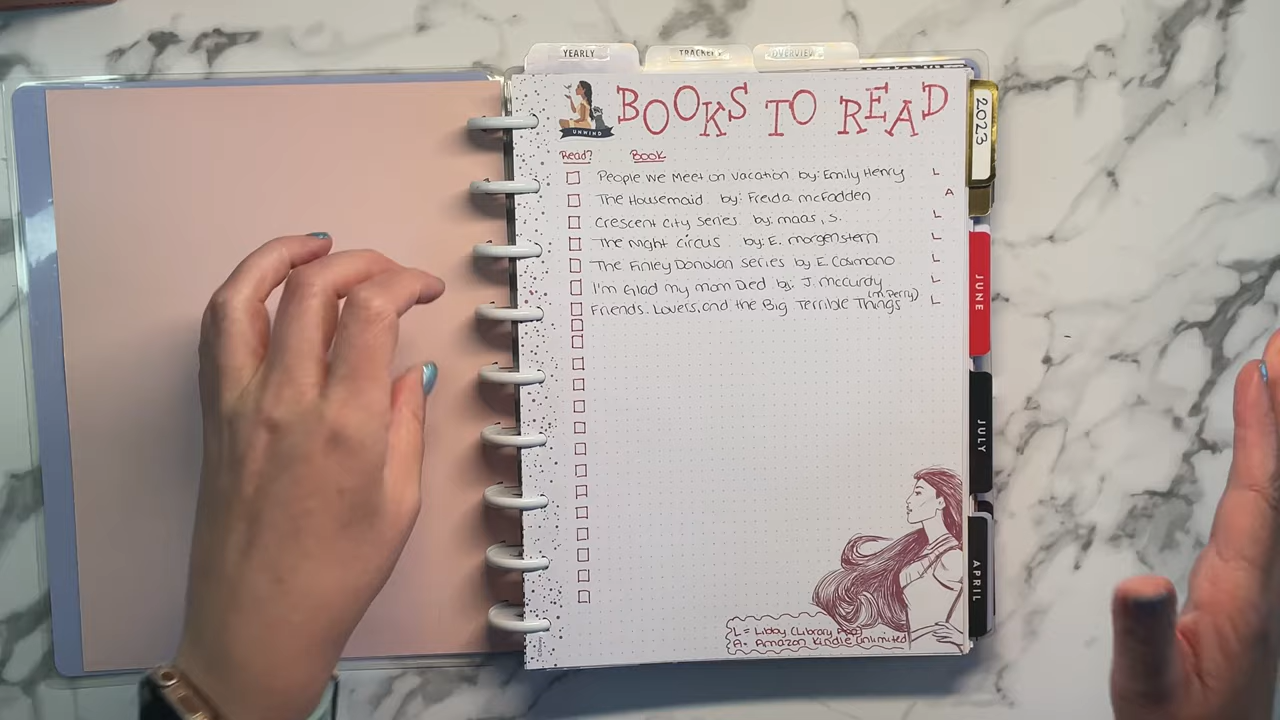 YEARLY
TRACKERS
OVERVIEW
BOOKS TO READ
UNWIND
2023
Read? Book
People we Meet on Vacation by: Emily Henry L
The Housemaid by: Freida McFadden A
Crescent City series by: maas, S. L
The Night Circus by: E. morgenstern L
The Finley Donovan series by E. Cosimano L
I'm Glad my mom Died by: J. McCurdy L
Friends. Lovers, and the Big Terrible Things (m. Perry) L
JUNE
JULY
APRIL
L = Libby (Library App)
A= Amazon Kindle Unlimited